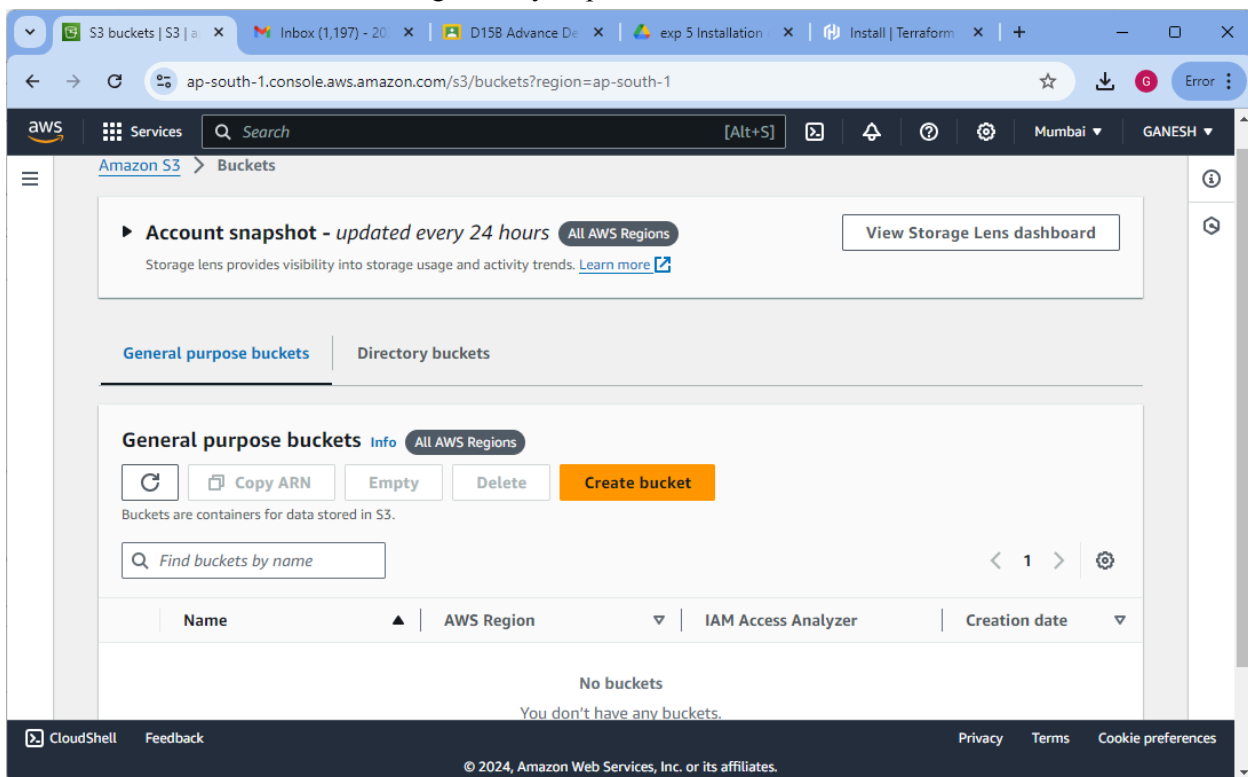 S3 buckets | S3 | a
Inbox (1,197) - 20
D15B Advance De
exp 5 Installation
Install | Terraform
ap-south-1.console.aws.amazon.com/s3/buckets?region=ap-south-1
G
Error
aws
Services
Search
[Alt+S]
Mumbai
GANESH
Amazon S3 > Buckets
Account snapshot - updated every 24 hours
All AWS Regions
View Storage Lens dashboard
Storage lens provides visibility into storage usage and activity trends. Learn more
General purpose buckets
Directory buckets
General purpose buckets Info All AWS Regions
Copy ARN
Empty
Delete
Create bucket
Buckets are containers for data stored in S3.
Find buckets by name
< 1 >
Name
AWS Region
IAM Access Analyzer
Creation date
No buckets
You don't have any buckets.
CloudShell
Feedback
Privacy
Terms
Cookie preferences
© 2024, Amazon Web Services, Inc. or its affiliates.